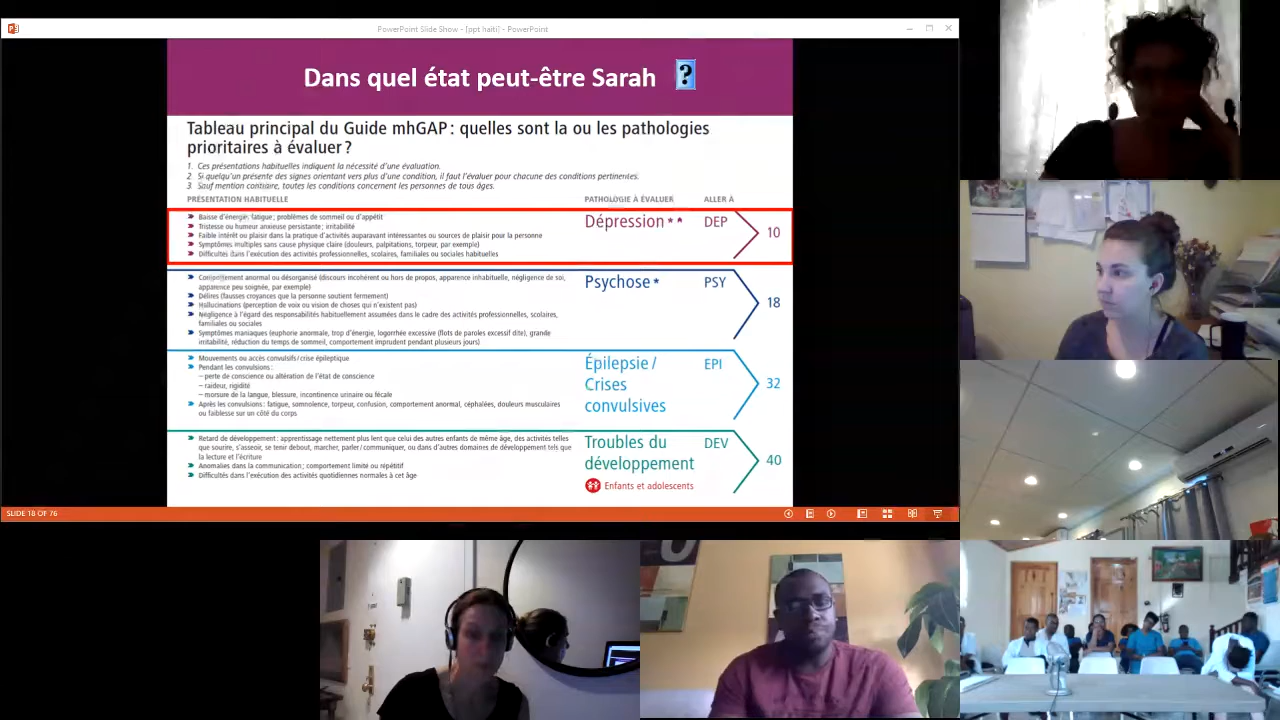 PowerPoint Slide Show - [ppt haiti] - PowerPoint
Dans quel état peut-être Sarah ?
Tableau principal du Guide mhGAP : quelles sont la ou les pathologies
prioritaires à évaluer ?
1. Ces présentations habituelles indiquent la nécessité d'une évaluation.
2. Si quelqu'un présente des signes orientant vers plus d'une condition, il faut l'évaluer pour chacune des conditions pertinentes.
3. Sauf mention contraire, toutes les conditions concernent les personnes de tous âges.
PRÉSENTATION HABITUELLE PATHOLOGIE À ÉVALUER ALLER À
Baisse d'énergie, fatigue ; problèmes de sommeil ou d'appétit
Tristesse ou humeur anxieuse persistante ; irritabilité
Faible intérêt ou plaisir dans la pratique d'activités auparavant intéressantes ou sources de plaisir pour la personne
Symptômes multiples sans cause physique claire (douleurs, palpitations, torpeur, par exemple)
Difficultés dans l'exécution des activités professionnelles, scolaires, familiales ou sociales habituelles
Dépression * ^ DEP 10
Comportement anormal ou désorganisé (discours incohérent ou hors de propos, apparence inhabituelle, négligence de soi,
apparence peu soignée, par exemple)
Délires (fausses croyances que la personne soutient fermement)
Hallucinations (perception de voix ou vision de choses qui n'existent pas)
Négligence à l'égard des responsabilités habituellement assumées dans le cadre des activités professionnelles, scolaires,
familiales ou sociales
Symptômes maniaques (euphorie anormale, trop d'énergie, logorrhée excessive (flots de paroles excessif dite), grande
irritabilité, réduction du temps de sommeil, comportement imprudent pendant plusieurs jours)
Psychose * PSY 18
Mouvements ou accès convulsifs / crise épileptique
Pendant les convulsions :
– perte de conscience ou altération de l'état de conscience
– raideur, rigidité
– morsure de la langue, blessure, incontinence urinaire ou fécale
Après les convulsions : fatigue, somnolence, torpeur, confusion, comportement anormal, céphalées, douleurs musculaires
ou faiblesse sur un côté du corps
Épilepsie / EPI
Crises 32
convulsives
Retard de développement : apprentissage nettement plus lent que celui des autres enfants de même âge, des activités telles
que sourire, s'asseoir, se tenir debout, marcher, parler / communiquer, ou dans d'autres domaines de développement tels que
la lecture et l'écriture
Anomalies dans la communication ; comportement limité ou répétitif
Difficultés dans l'exécution des activités quotidiennes normales à cet âge
Troubles du DEV
développement 40
Enfants et adolescents
SLIDE 18 OF 76